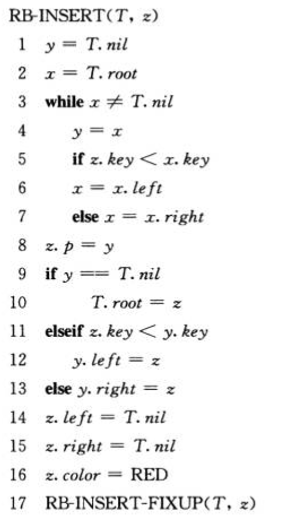 RB-INSERT(T, z)
1 y = T.nil
2 x = T.root
3 while x ≠ T.nil
4 y = x
5 if z.key < x.key
6 x = x.left
7 else x = x.right
8 z.p = y
9 if y == T.nil
10 T.root = z
11 elseif z.key < y.key
12 y.left = z
13 else y.right = z
14 z.left = T.nil
15 z.right = T.nil
16 z.color = RED
17 RB-INSERT-FIXUP(T, z)